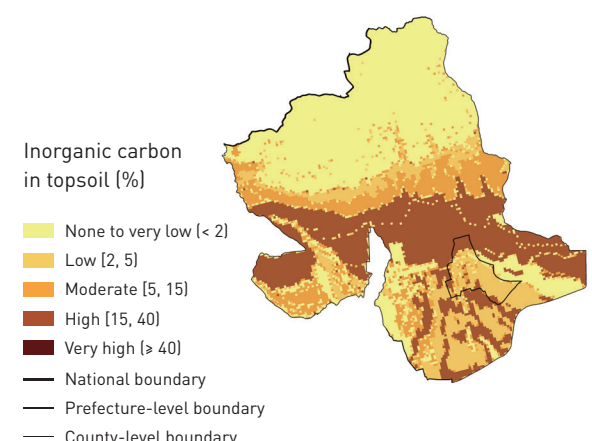 Inorganic carbon
in topsoil (%)
None to very low (< 2)
Low [2, 5)
Moderate [5, 15)
High [15, 40)
Very high (≥ 40)
National boundary
Prefecture-level boundary
County-level boundary